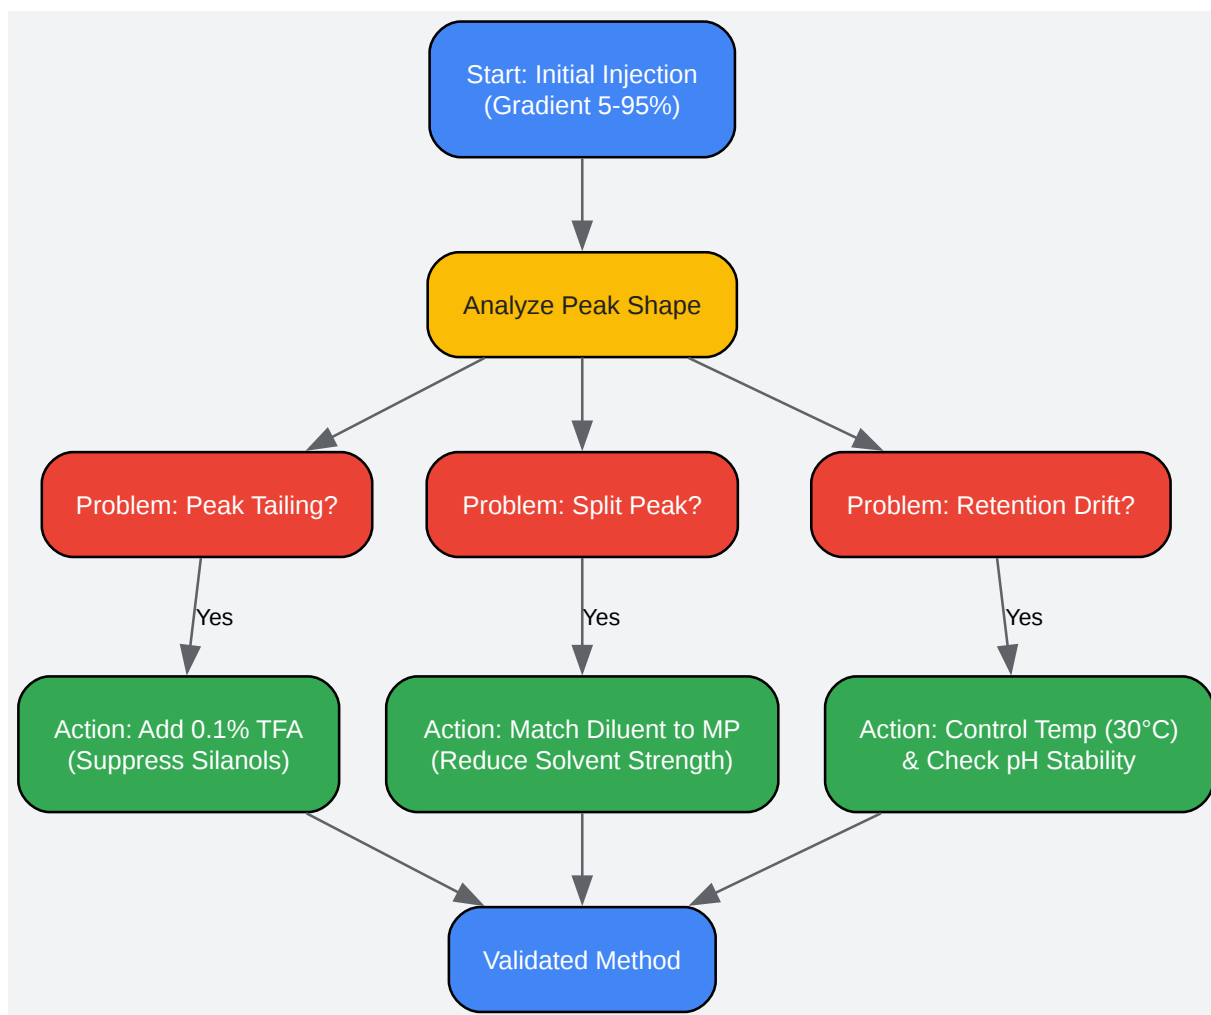 Start: Initial Injection
(Gradient 5-95%)
Analyze Peak Shape
Problem: Peak Tailing?
Problem: Split Peak?
Problem: Retention Drift?
Yes
Yes
Yes
Action: Add 0.1% TFA
(Suppress Silanols)
Action: Match Diluent to MP
(Reduce Solvent Strength)
Action: Control Temp (30°C)
& Check pH Stability
Validated Method